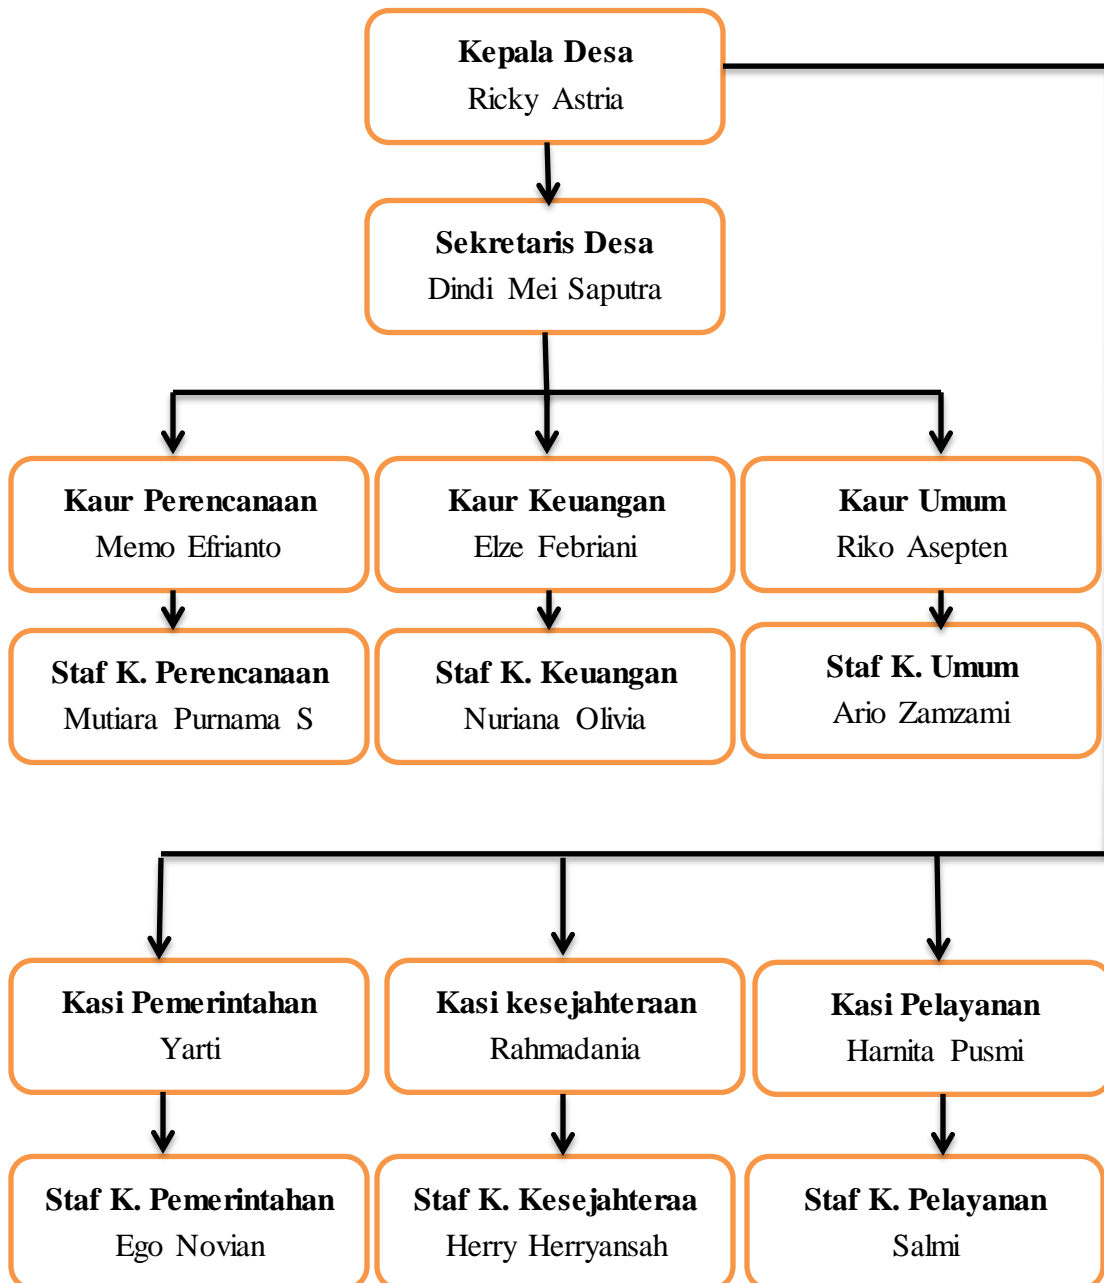 Kepala Desa
Ricky Astria
Sekretaris Desa
Dindi Mei Saputra
Kaur Perencanaan
Memo Efrianto
Kaur Keuangan
Elze Febriani
Kaur Umum
Riko Asepten
Staf K. Perencanaan
Mutiara Purnama S
Staf K. Keuangan
Nuriana Olivia
Staf K. Umum
Ario Zamzami
Kasi Pemerintahan
Yarti
Kasi kesejahteraan
Rahmadania
Kasi Pelayanan
Harnita Pusmi
Staf K. Pemerintahan
Ego Novian
Staf K. Kesejahteraa
Herry Herryansah
Staf K. Pelayanan
Salmi